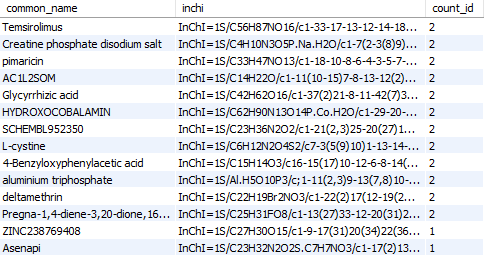 common_name inchi count_id
Temsirolimus InChI=1S/C56H87NO16/c1-33-17-13-12-14-18... 2
Creatine phosphate disodium salt InChI=1S/C4H10N3O5P.Na.H2O/c1-7(2-3(8)9)... 2
pimaricin InChI=1S/C33H47NO13/c1-18-10-8-6-4-3-5-7-... 2
AC1L2SOM InChI=1S/C14H22O/c1-11(10-15)7-8-13-12(2)... 2
Glycyrrhizic acid InChI=1S/C42H62O16/c1-37(2)21-8-11-42(7)3... 2
HYDROXOCOBALAMIN InChI=1S/C62H90N13O14P.Co.H2O/c1-29-20-... 2
SCHEMBL952350 InChI=1S/C23H36N2O2/c1-21(2,3)25-20(27)1... 2
L-cystine InChI=1S/C6H12N2O4S2/c7-3(5(9)10)1-13-14-... 2
4-Benzyloxyphenylacetic acid InChI=1S/C15H14O3/c16-15(17)10-12-6-8-14(... 2
aluminium triphosphate InChI=1S/Al.H5O10P3/c;1-11(2,3)9-13(7,8)10-... 2
deltamethrin InChI=1S/C22H19Br2NO3/c1-22(2)17(12-19(2... 2
Pregna-1,4-diene-3,20-dione,16... InChI=1S/C25H31FO8/c1-13(27)33-12-20(31)2... 2
ZINC238769408 InChI=1S/C27H30O15/c9-17(31)20(34)22(36... 1
Asenapi InChI=1S/C23H32N2O2S.C7H7NO3/c1-17(2)13... 1